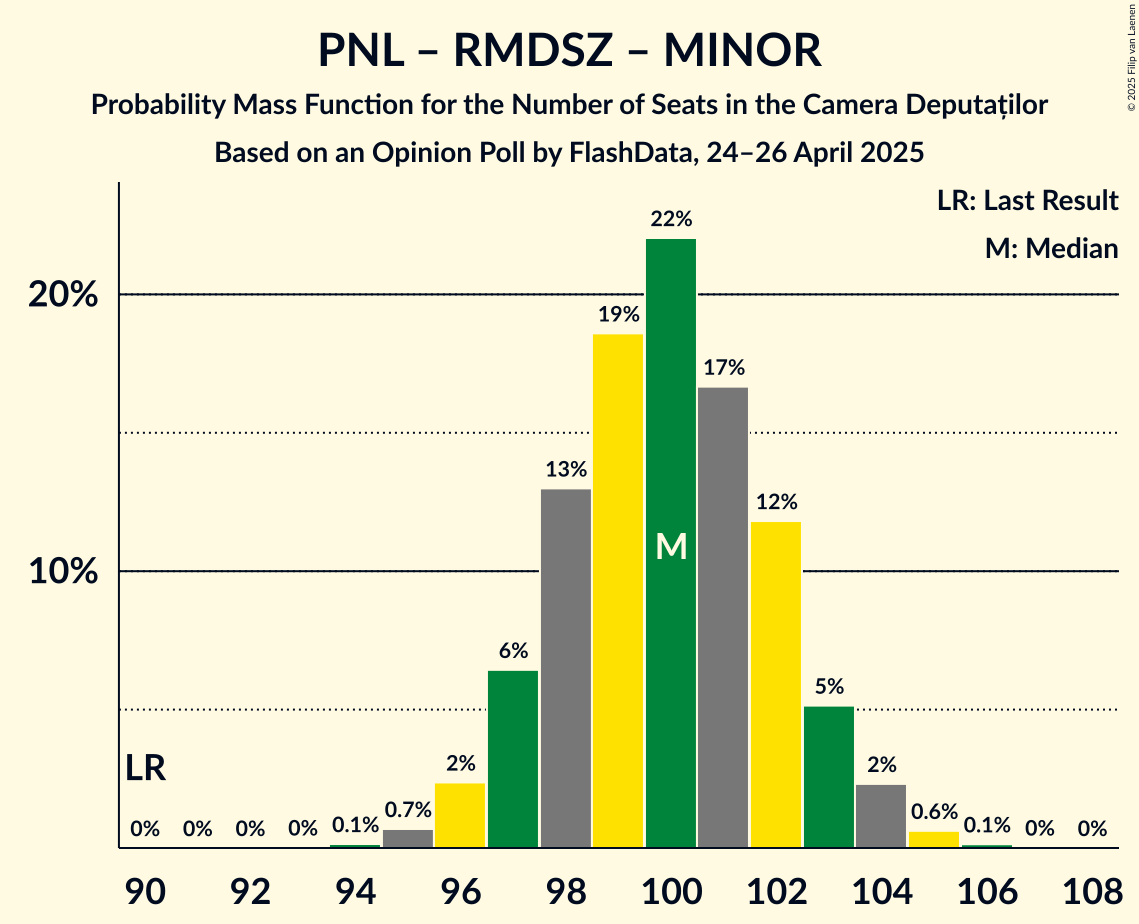 PNL – RMDSZ – MINOR
Probability Mass Function for the Number of Seats in the Camera Deputaților
Based on an Opinion Poll by FlashData, 24–26 April 2025
© 2025 Filip van Laenen
LR: Last Result
M: Median
20%
10%
LR
0% 0% 0% 0% 0.1% 0.7% 2% 6% 13% 19% 22% 17% 12% 5% 2% 0.6% 0.1% 0% 0%
M
90 92 94 96 98 100 102 104 106 108